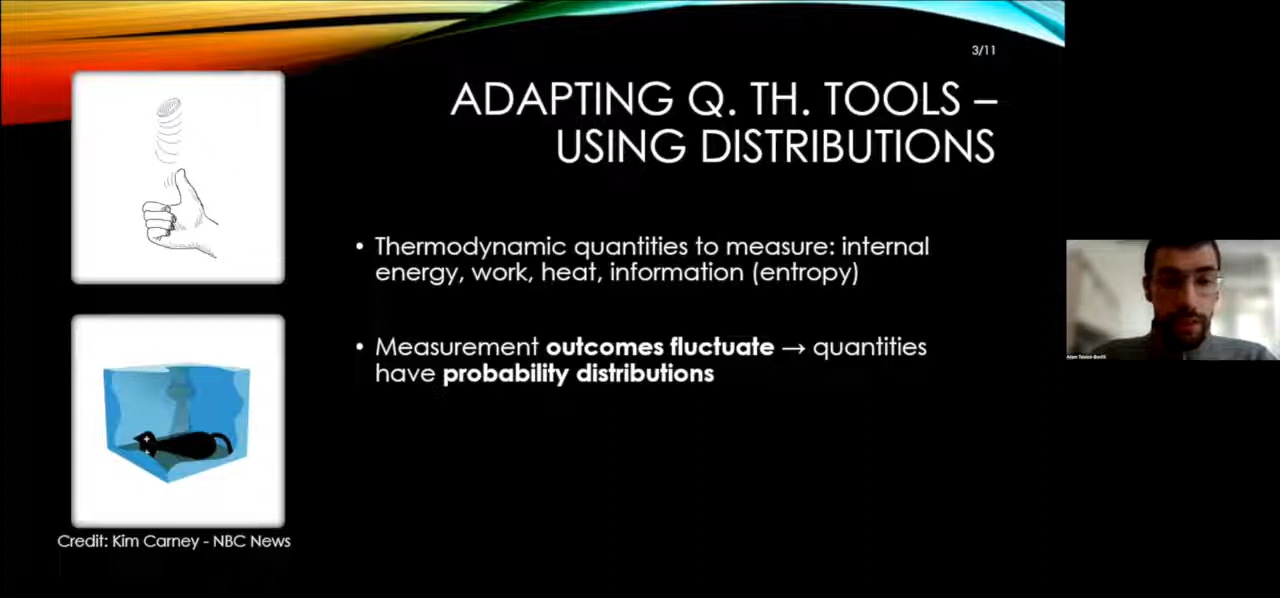 3/11
ADAPTING Q. TH. TOOLS –
USING DISTRIBUTIONS
• Thermodynamic quantities to measure: internal
energy, work, heat, information (entropy)
• Measurement outcomes fluctuate → quantities
have probability distributions
Credit: Kim Carney - NBC News